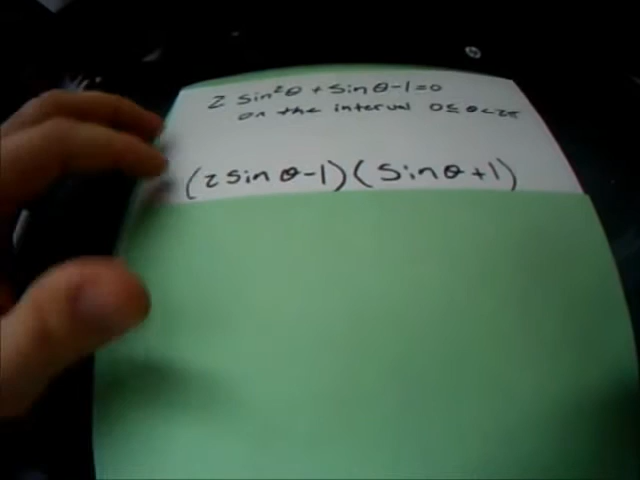 2 sin²θ + sin θ - 1 = 0
on the interval 0 ≤ θ < 2π
(2 sin θ - 1)(sin θ + 1)